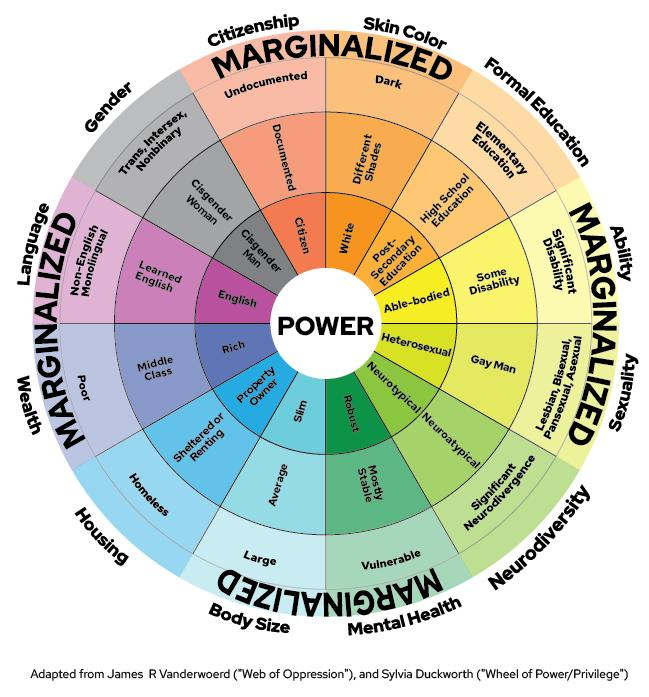 Citizenship
Skin Color
Formal Education
Ability
Sexuality
Neurodiversity
Mental Health
Body Size
Housing
Wealth
Language
Gender
MARGINALIZED
MARGINALIZED
MARGINALIZED
MARGINALIZED
Undocumented
Documented
Citizen
Dark
Different
Shades
White
Elementary
Education
High School
Education
Post-
Secondary
Education
Significant
Disability
Some
Disability
Able-bodied
Lesbian, Bisexual,
Pansexual, Asexual
Gay Man
Heterosexual
Significant
Neurodivergence
Neuroatypical
Neurotypical
Vulnerable
Mostly
Stable
Robust
Large
Average
Slim
Homeless
Sheltered or
Renting
Property
Owner
Poor
Middle
Class
Rich
Non-English
Monolingual
Learned
English
English
Trans, Intersex,
Nonbinary
Cisgender
Woman
Cisgender
Man
POWER
Adapted from James R Vanderwoerd ("Web of Oppression"), and Sylvia Duckworth ("Wheel of Power/Privilege")